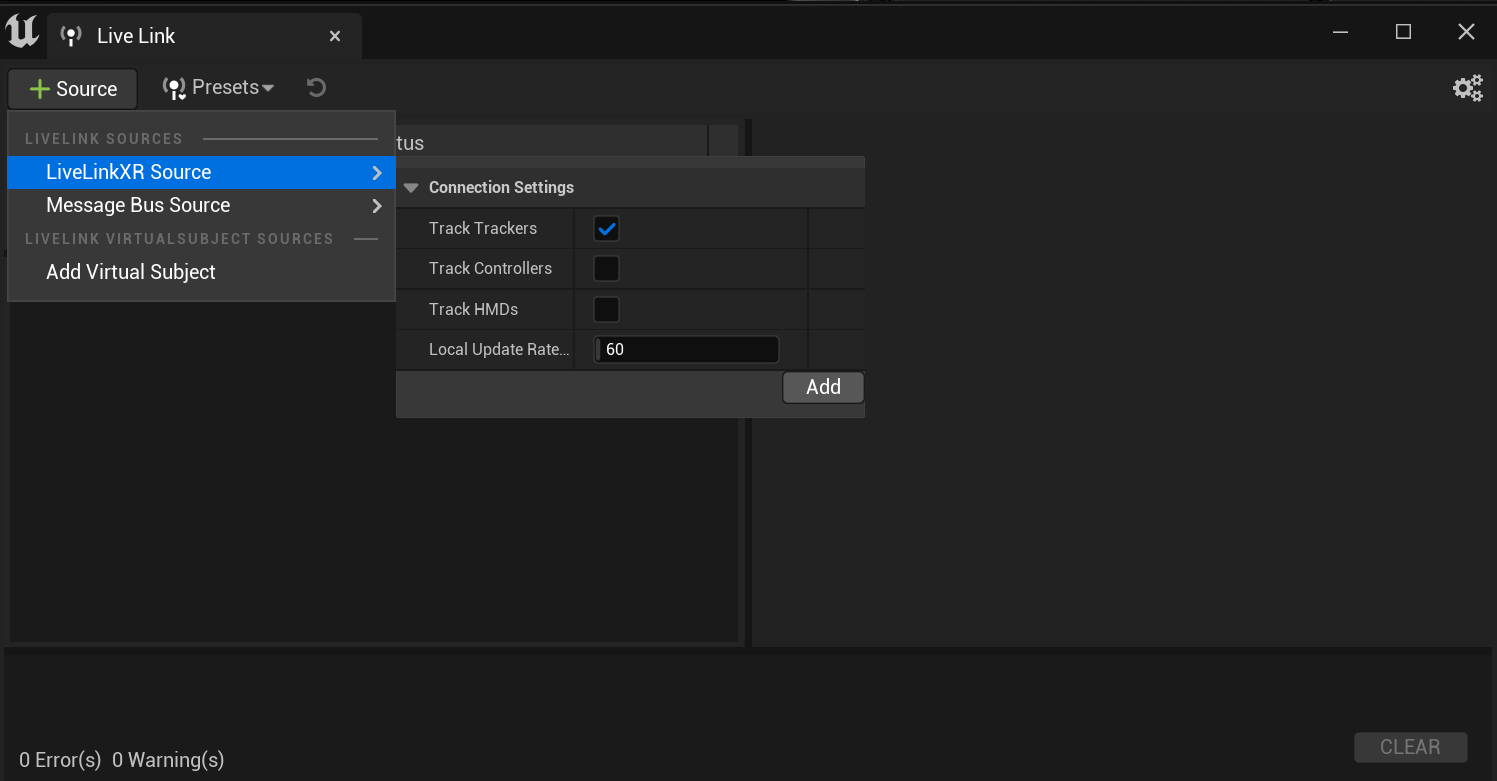 Live Link
Source
Presets
LIVELINK SOURCES
tus
LiveLinkXR Source
Message Bus Source
LIVELINK VIRTUALSUBJECT SOURCES
Add Virtual Subject
Connection Settings
Track Trackers
Track Controllers
Track HMDs
Local Update Rate... 60
Add
0 Error(s) 0 Warning(s)
CLEAR